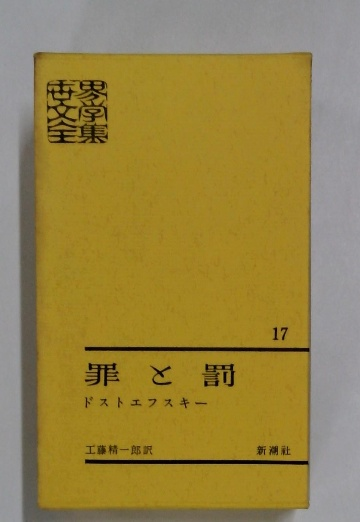 世界文学全集
17
罪と罰
ドストエフスキー
工藤精一郎訳 新潮社